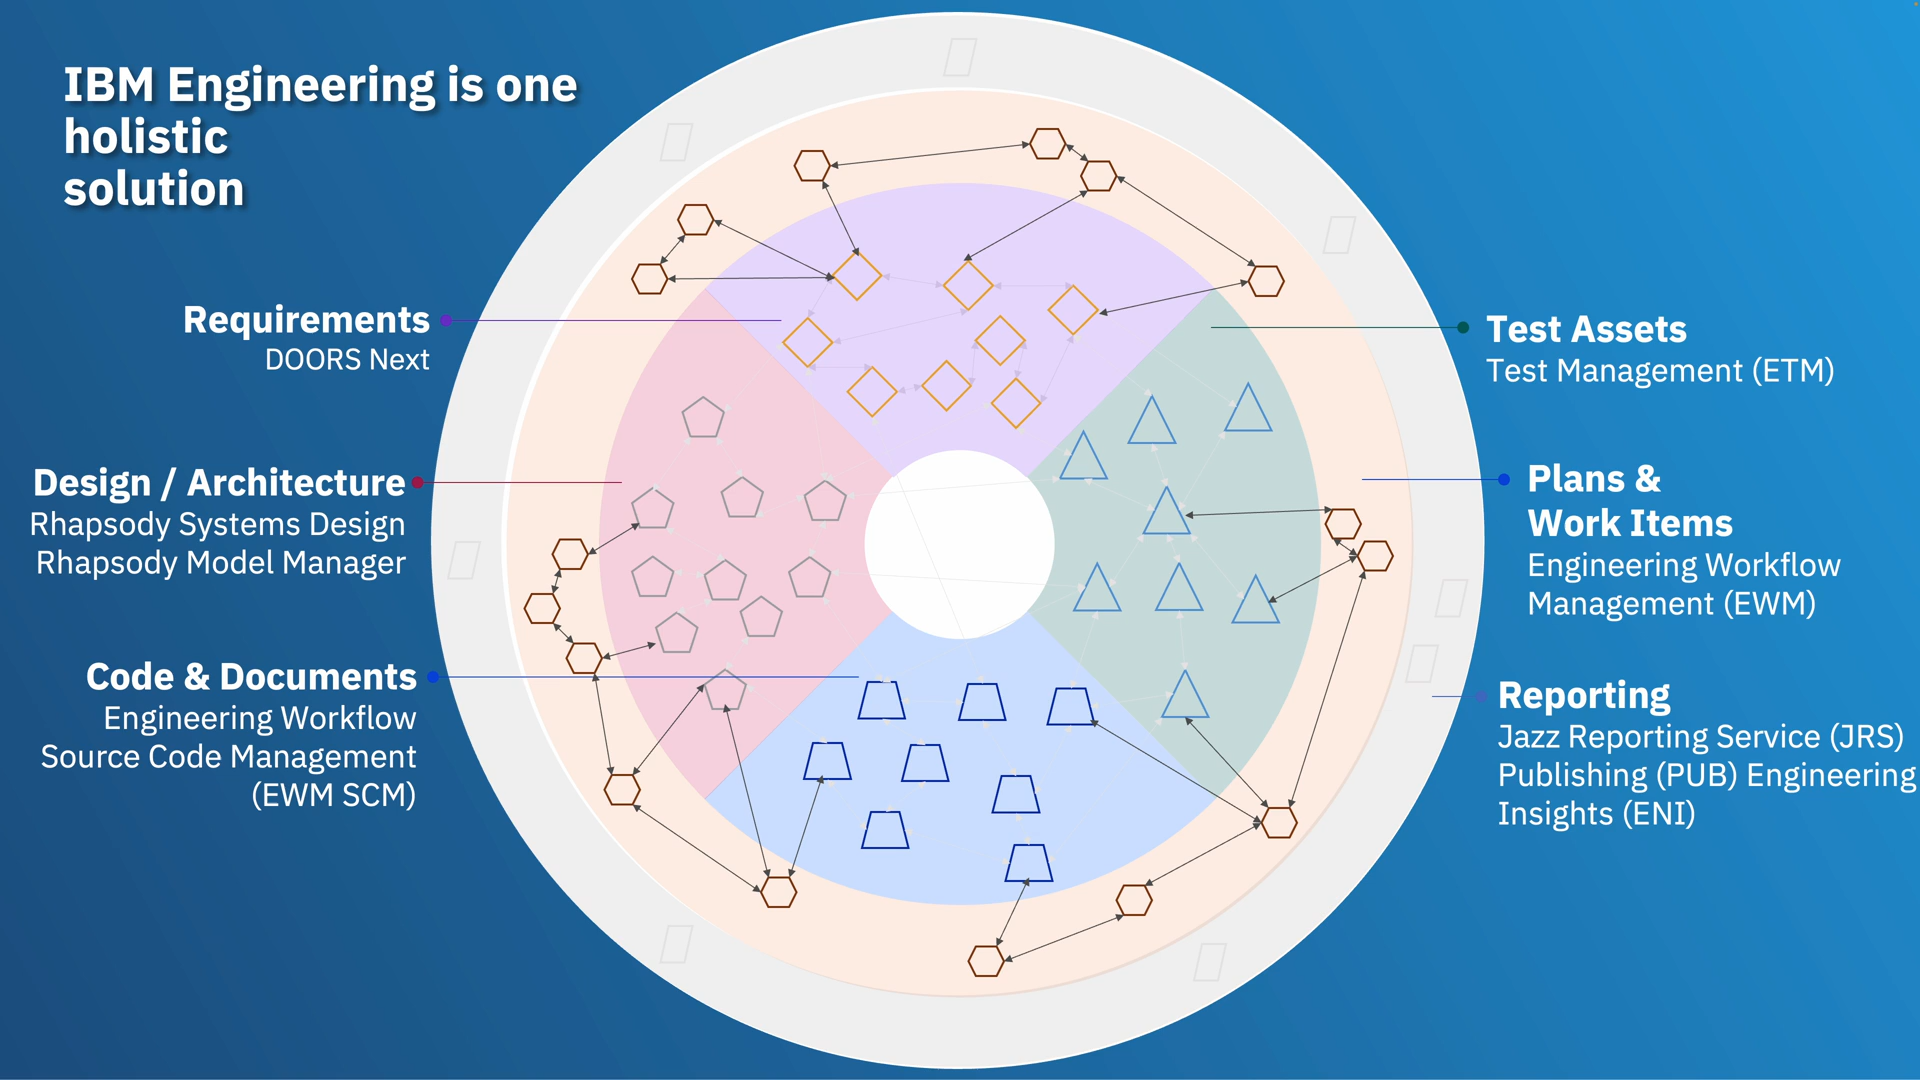 IBM Engineering is one
holistic
solution
Requirements
DOORS Next
Design / Architecture
Rhapsody Systems Design
Rhapsody Model Manager
Code & Documents
Engineering Workflow
Source Code Management
(EWM SCM)
Test Assets
Test Management (ETM)
Plans &
Work Items
Engineering Workflow
Management (EWM)
Reporting
Jazz Reporting Service (JRS)
Publishing (PUB) Engineering
Insights (ENI)